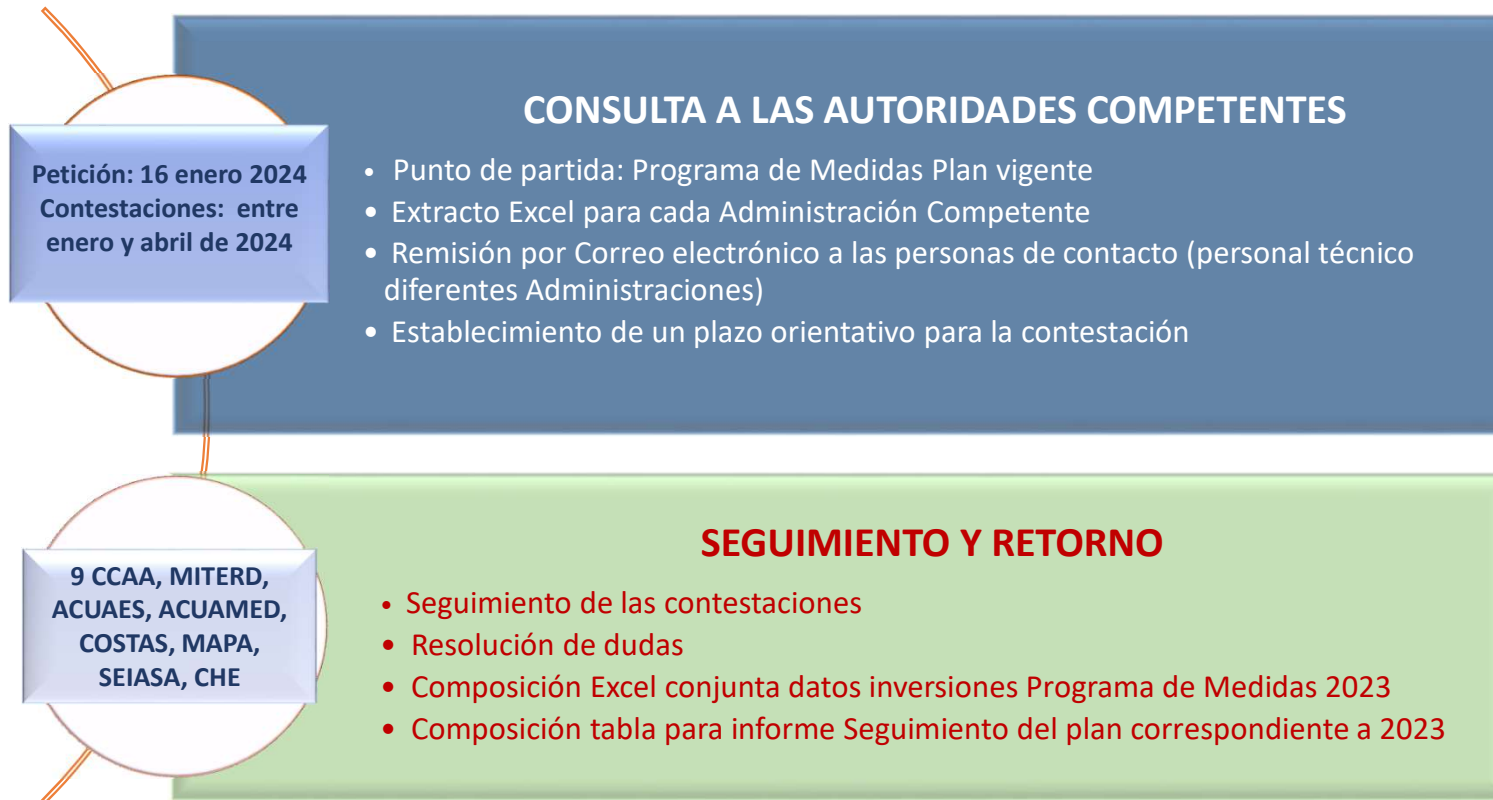 CONSULTA A LAS AUTORIDADES COMPETENTES
Petición: 16 enero 2024
Contestaciones: entre
enero y abril de 2024
• Punto de partida: Programa de Medidas Plan vigente
• Extracto Excel para cada Administración Competente
• Remisión por Correo electrónico a las personas de contacto (personal técnico
diferentes Administraciones)
• Establecimiento de un plazo orientativo para la contestación
SEGUIMIENTO Y RETORNO
9 CCAA, MITERD,
ACUAES, ACUAMED,
COSTAS, MAPA,
SEIASA, CHE
• Seguimiento de las contestaciones
• Resolución de dudas
• Composición Excel conjunta datos inversiones Programa de Medidas 2023
• Composición tabla para informe Seguimiento del plan correspondiente a 2023